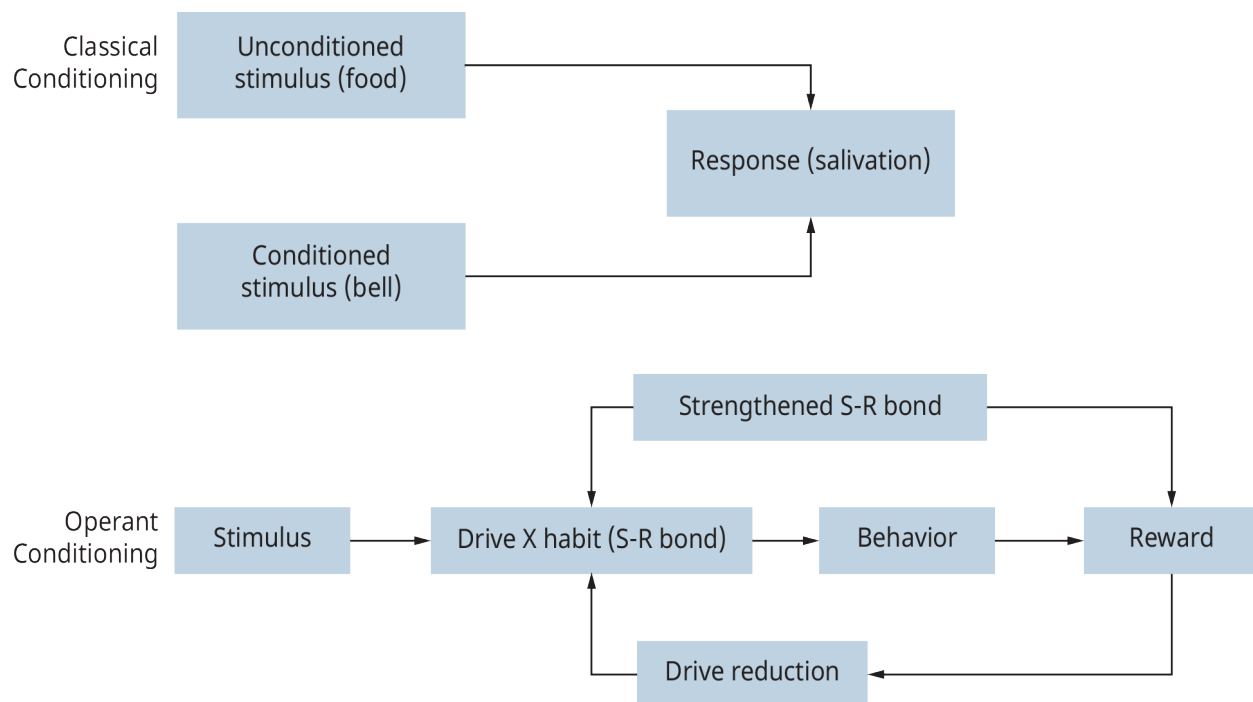 Classical
Conditioning
Unconditioned
stimulus (food)
Response (salivation)
Conditioned
stimulus (bell)
Strengthened S-R bond
Operant
Conditioning
Stimulus
Drive X habit (S-R bond)
Behavior
Reward
Drive reduction